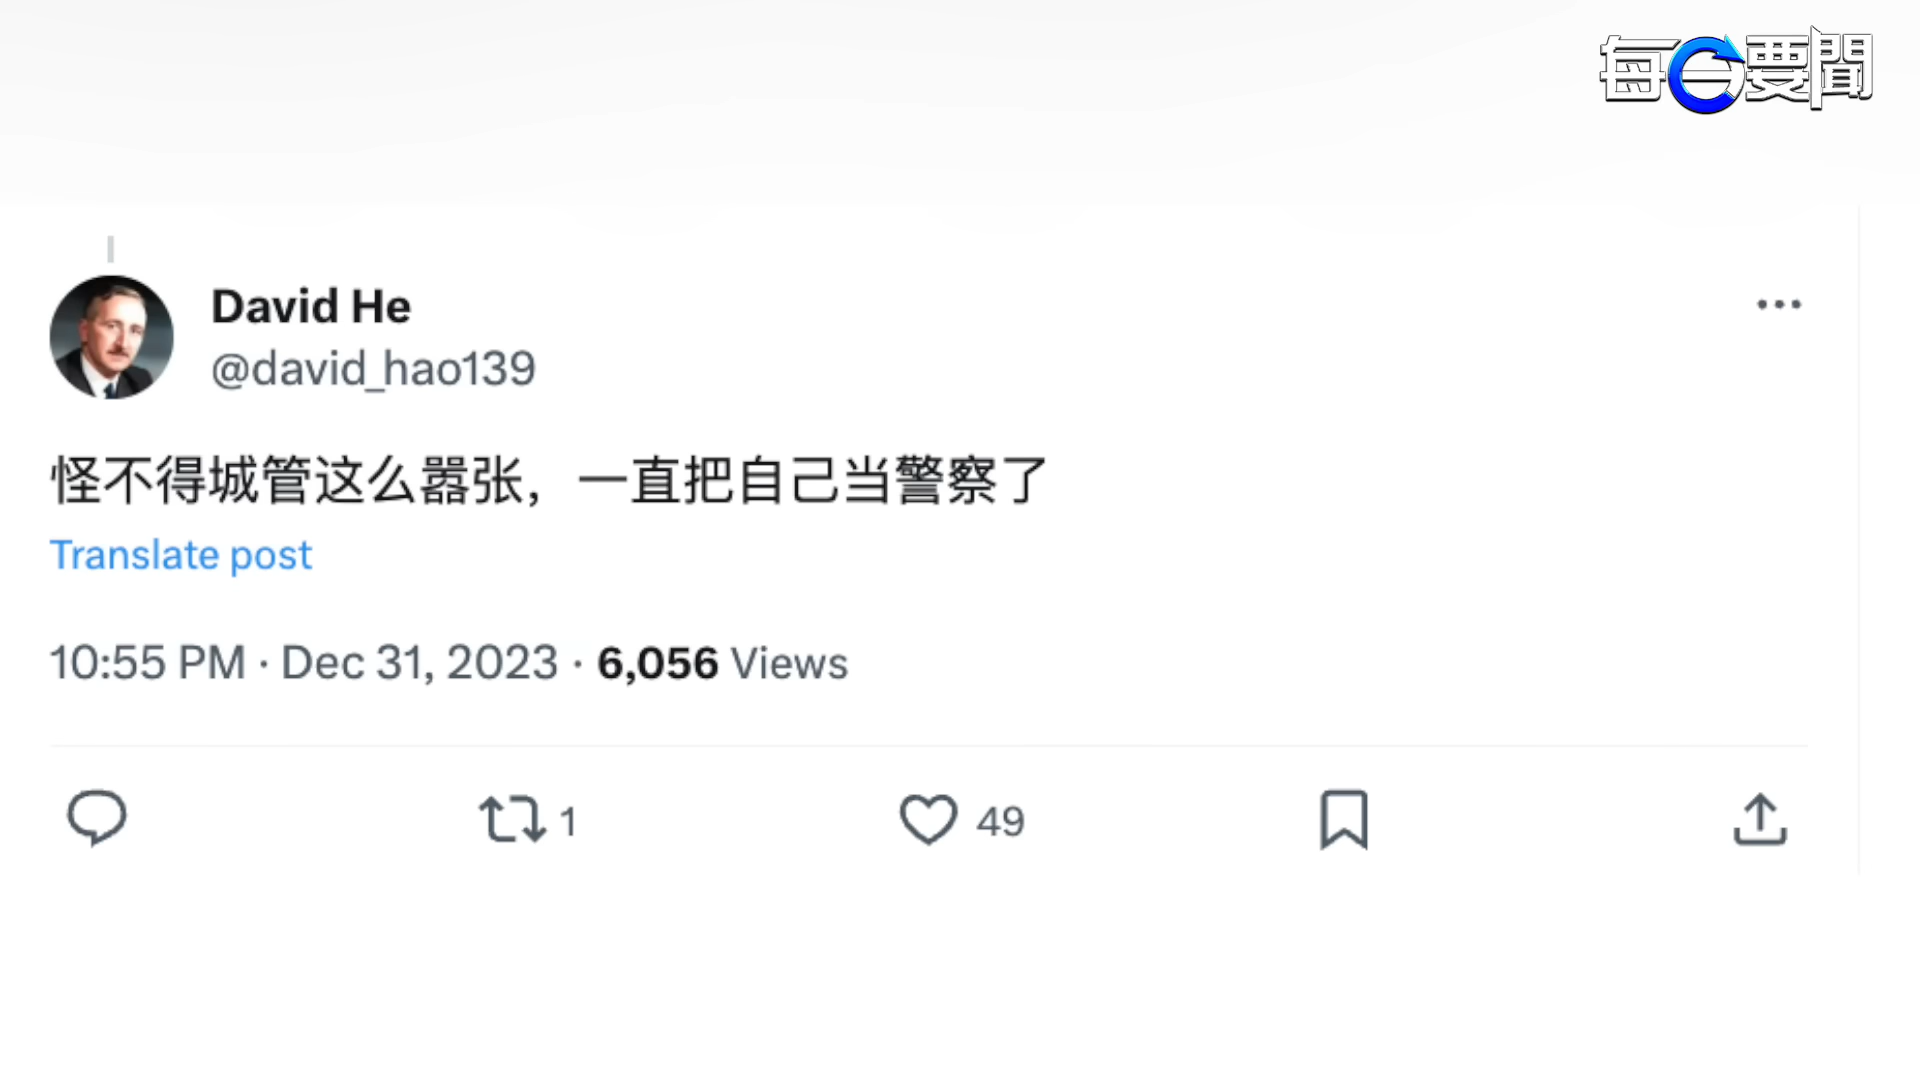 每日要聞
David He
@david_hao139
怪不得城管这么嚣张，一直把自己当警察了
Translate post
10:55 PM · Dec 31, 2023 · 6,056 Views
1
49